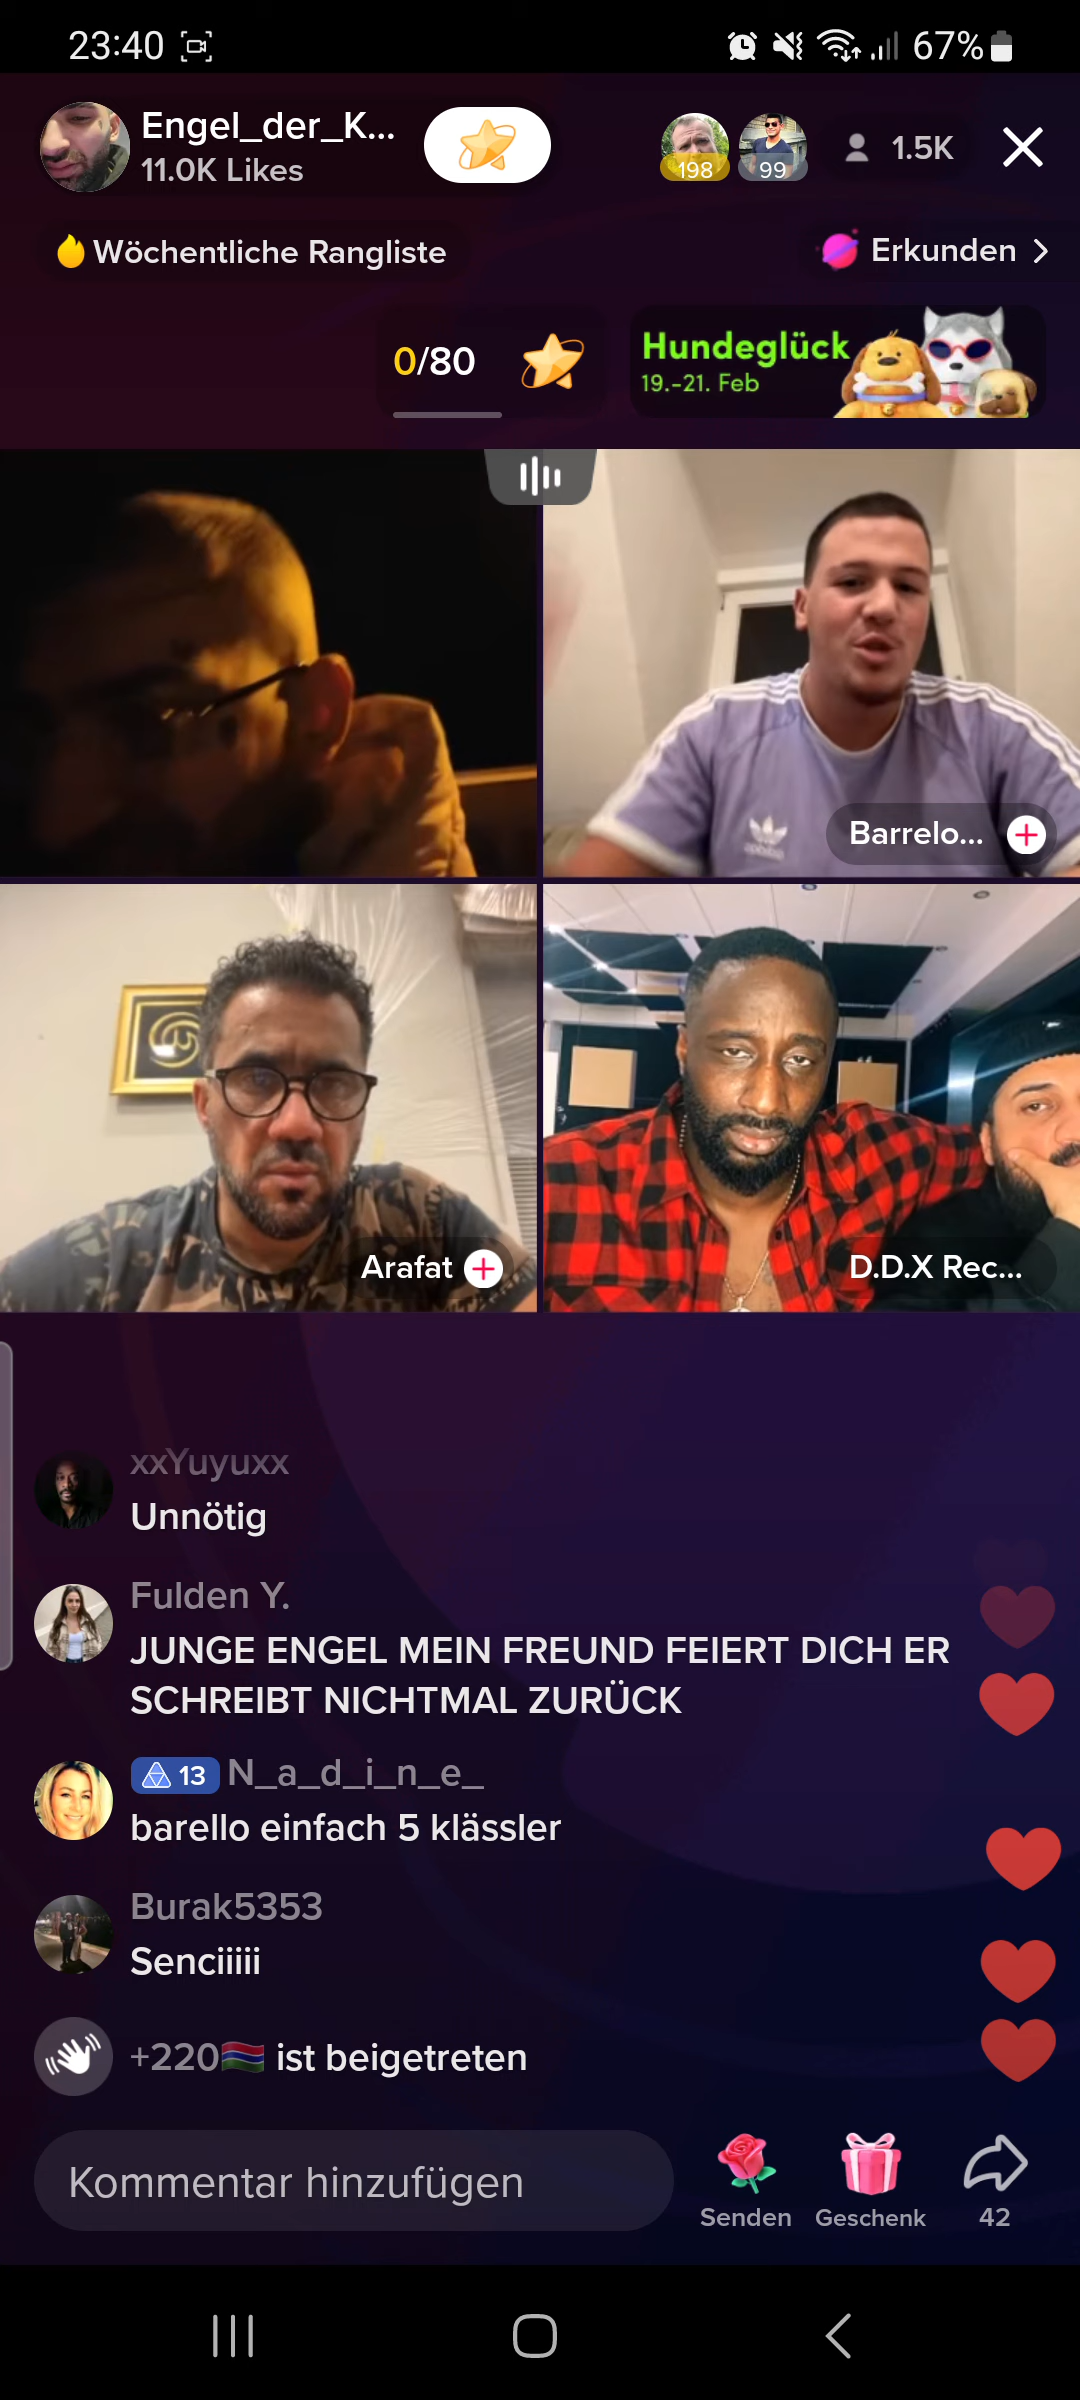 23:40
67%
Engel_der_K...
11.0K Likes
198
99
1.5K
Wöchentliche Rangliste
Erkunden
0/80
Hundeglück
19.-21. Feb
adidas
Barrelo...
Arafat
D.D.X Rec...
xxYuyuxx
Unnötig
Fulden Y.
JUNGE ENGEL MEIN FREUND FEIERT DICH ER
SCHREIBT NICHTMAL ZURÜCK
13 N_a_d_i_n_e_
barello einfach 5 klässler
Burak5353
Senciiiii
+220🇬🇲 ist beigetreten
Kommentar hinzufügen
Senden
Geschenk
42